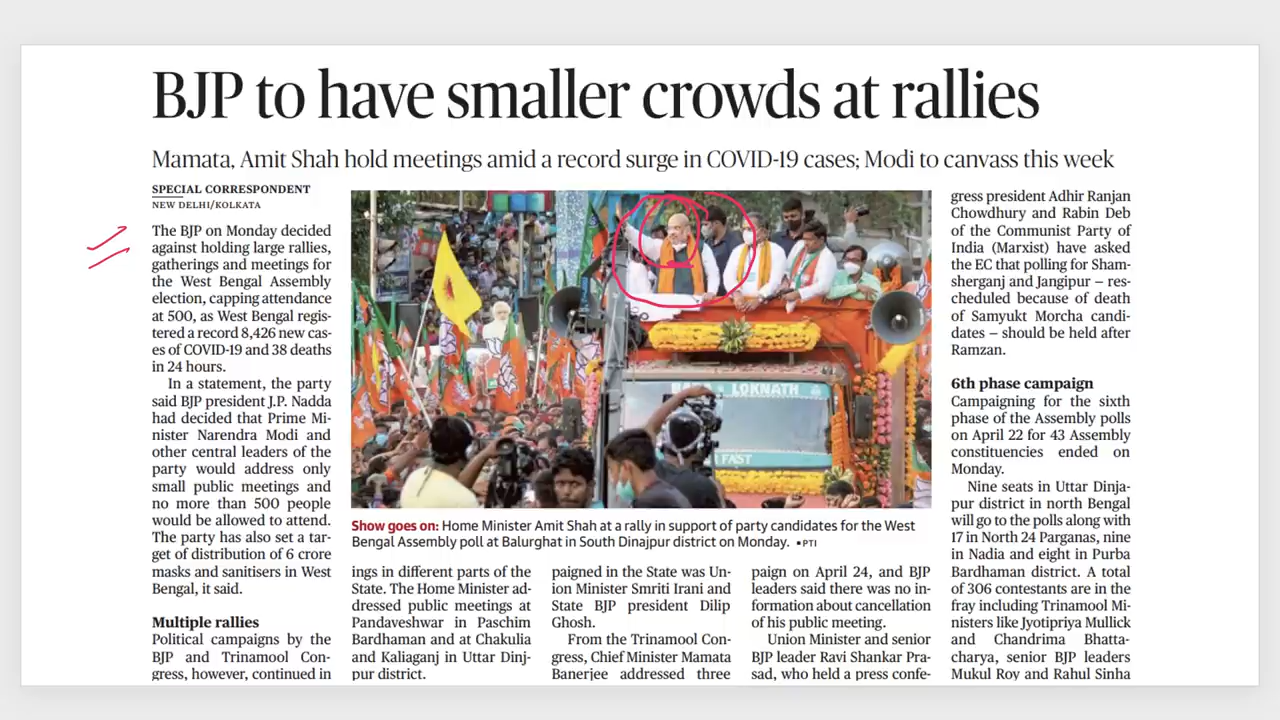 BJP to have smaller crowds at rallies
Mamata, Amit Shah hold meetings amid a record surge in COVID-19 cases; Modi to canvass this week
SPECIAL CORRESPONDENT
NEW DELHI/KOLKATA
The BJP on Monday decided
against holding large rallies,
gatherings and meetings for
the West Bengal Assembly
election, capping attendance
at 500, as West Bengal regis-
tered a record 8,426 new cas-
es of COVID-19 and 38 deaths
in 24 hours.
In a statement, the party
said BJP president J.P. Nadda
had decided that Prime Mi-
nister Narendra Modi and
other central leaders of the
party would address only
small public meetings and
no more than 500 people
would be allowed to attend.
The party has also set a tar-
get of distribution of 6 crore
masks and sanitisers in West
Bengal, it said.
Multiple rallies
Political campaigns by the
BJP and Trinamool Con-
gress, however, continued in
LOKNATH
FAST
Show goes on: Home Minister Amit Shah at a rally in support of party candidates for the West
Bengal Assembly poll at Balurghat in South Dinajpur district on Monday. •PTI
ings in different parts of the
State. The Home Minister ad-
dressed public meetings at
Pandaveshwar in Paschim
Bardhaman and at Chakulia
and Kaliaganj in Uttar Dinj-
pur district.
paigned in the State was Un-
ion Minister Smriti Irani and
State BJP president Dilip
Ghosh.
From the Trinamool Con-
gress, Chief Minister Mamata
Banerjee addressed three
paign on April 24, and BJP
leaders said there was no in-
formation about cancellation
of his public meeting.
Union Minister and senior
BJP leader Ravi Shankar Pra-
sad, who held a press confe-
gress president Adhir Ranjan
Chowdhury and Rabin Deb
of the Communist Party of
India (Marxist) have asked
the EC that polling for Sham-
sherganj and Jangipur – res-
cheduled because of death
of Samyukt Morcha candi-
dates – should be held after
Ramzan.
6th phase campaign
Campaigning for the sixth
phase of the Assembly polls
on April 22 for 43 Assembly
constituencies ended on
Monday.
Nine seats in Uttar Dinja-
pur district in north Bengal
will go to the polls along with
17 in North 24 Parganas, nine
in Nadia and eight in Purba
Bardhaman district. A total
of 306 contestants are in the
fray including Trinamool Mi-
nisters like Jyotipriya Mullick
and Chandrima Bhatta-
charya, senior BJP leaders
Mukul Roy and Rahul Sinha